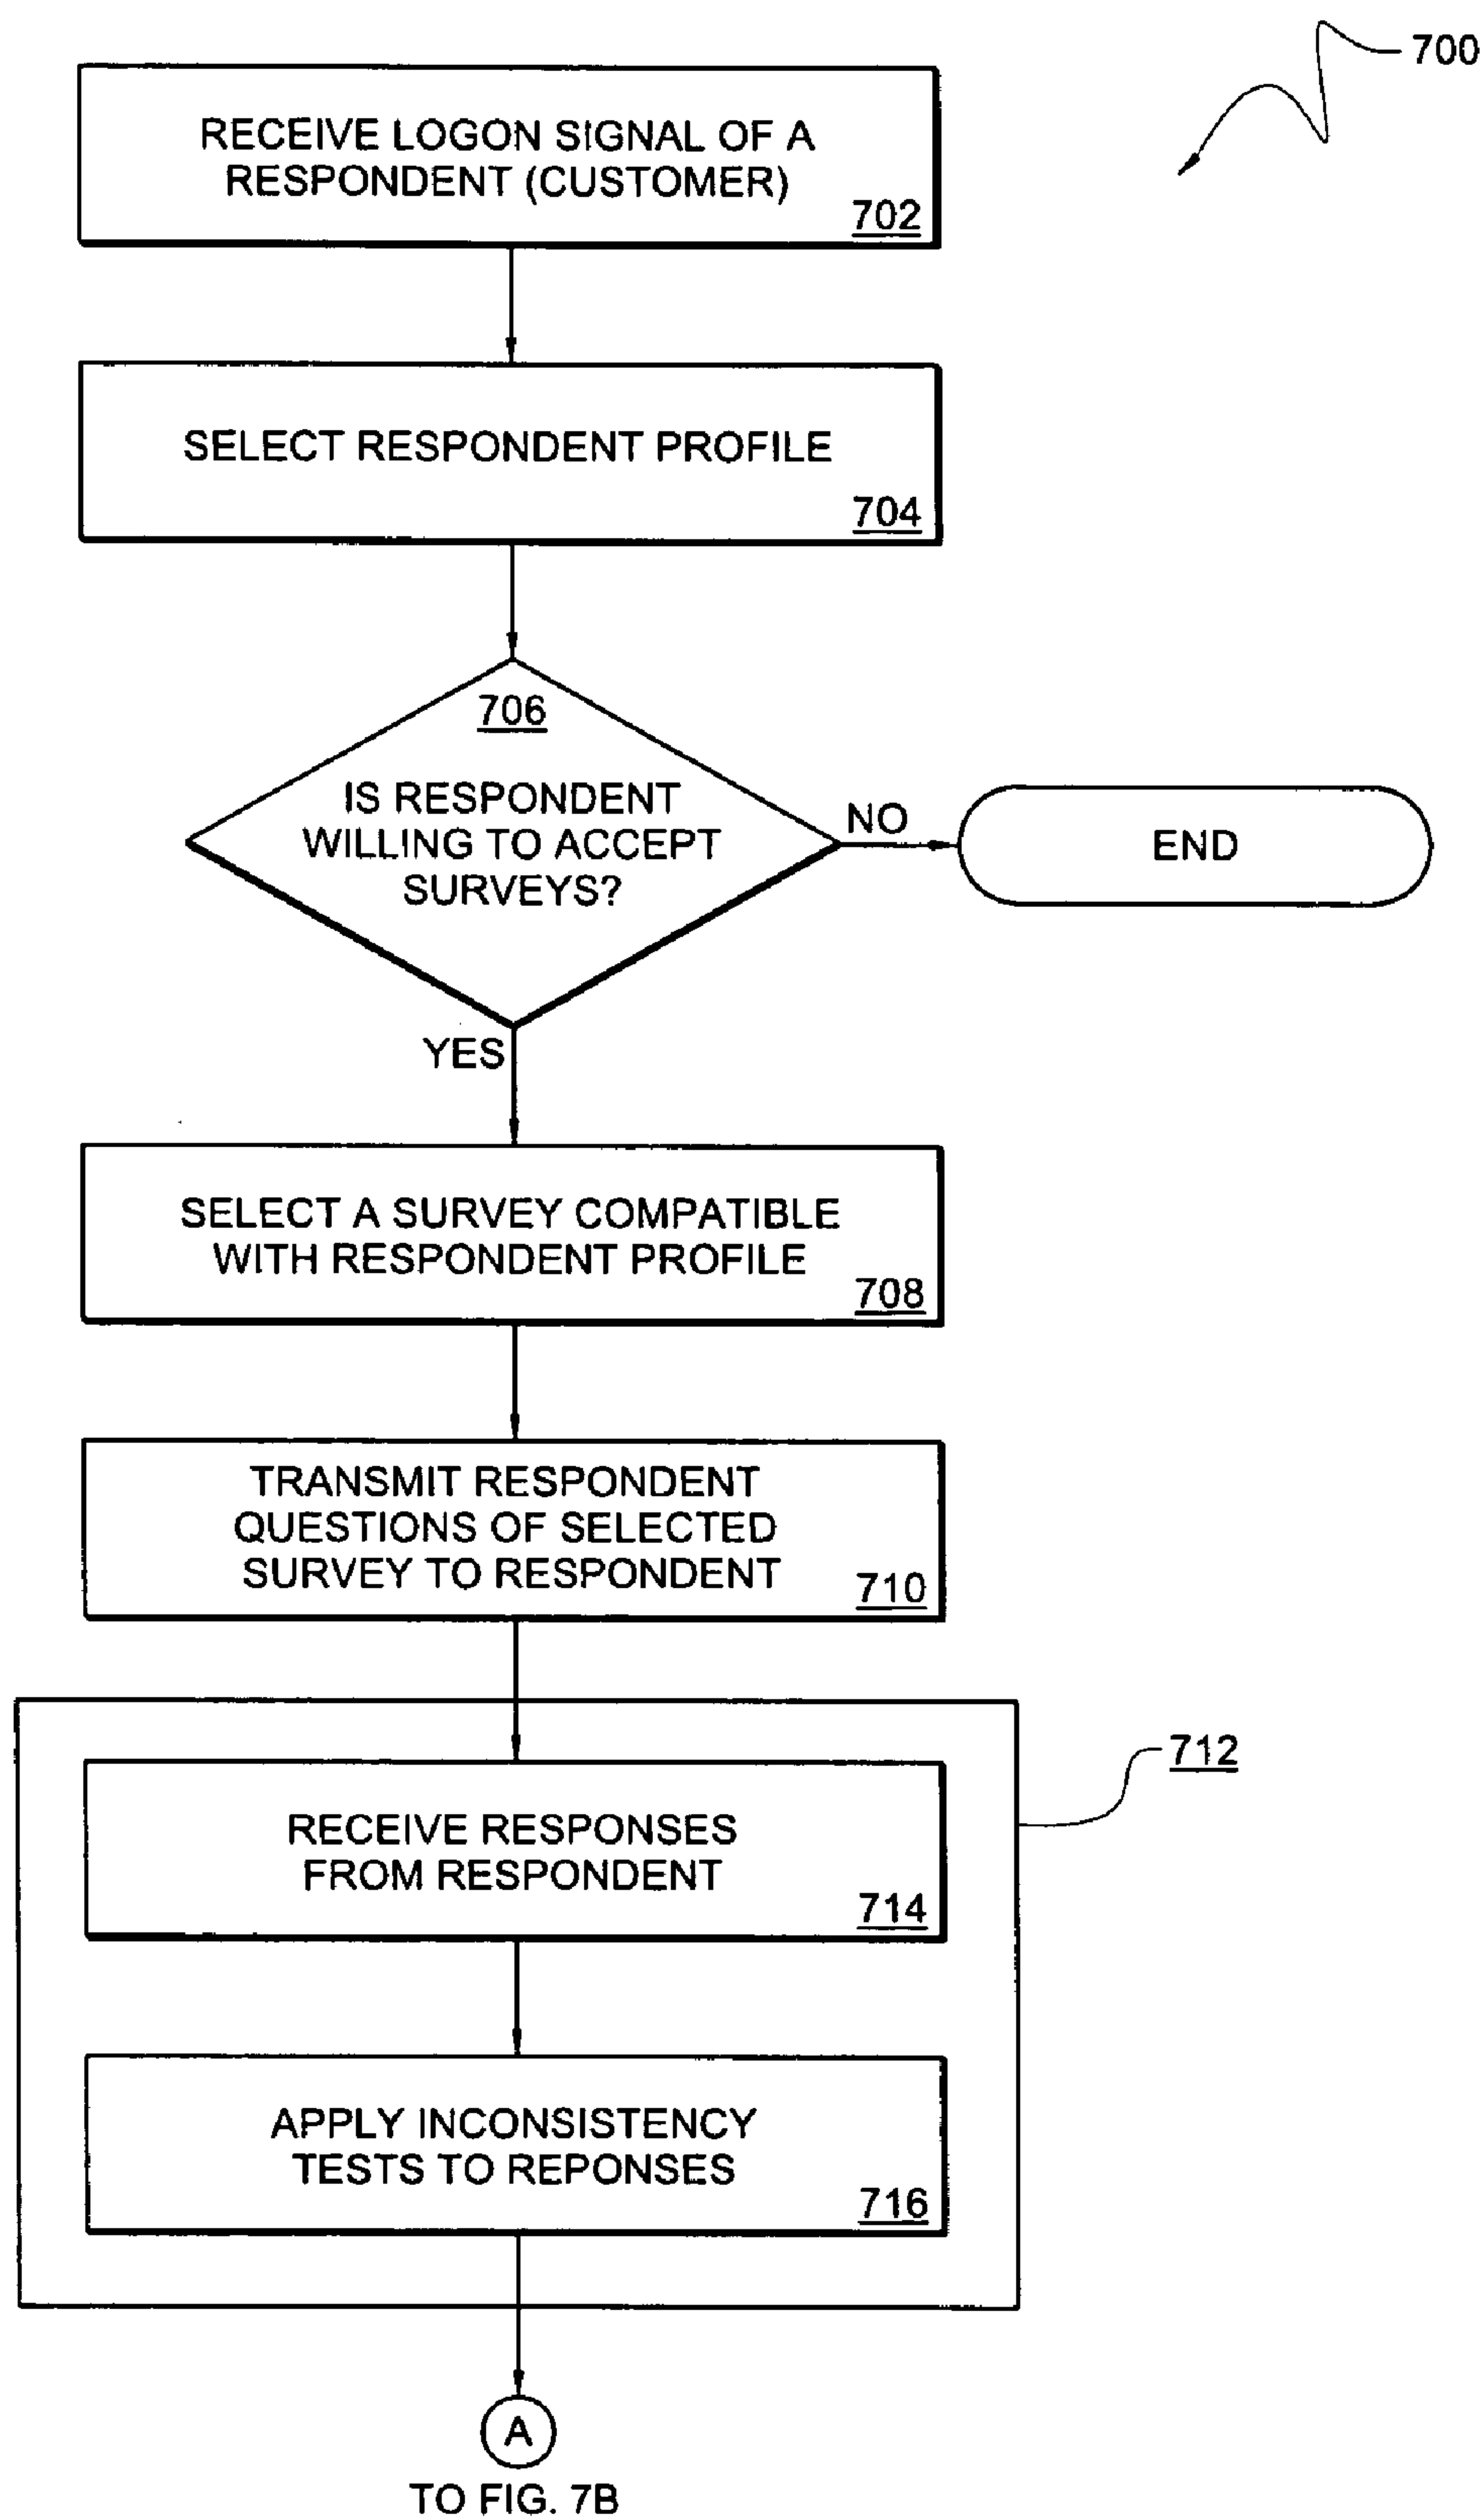 700
RECEIVE LOGON SIGNAL OF A
RESPONDENT (CUSTOMER)
702
SELECT RESPONDENT PROFILE
704
706
IS RESPONDENT
WILLING TO ACCEPT
SURVEYS?
NO
END
YES
SELECT A SURVEY COMPATIBLE
WITH RESPONDENT PROFILE
708
TRANSMIT RESPONDENT
QUESTIONS OF SELECTED
SURVEY TO RESPONDENT
710
712
RECEIVE RESPONSES
FROM RESPONDENT
714
APPLY INCONSISTENCY
TESTS TO REPONSES
716
A
TO FIG. 7B